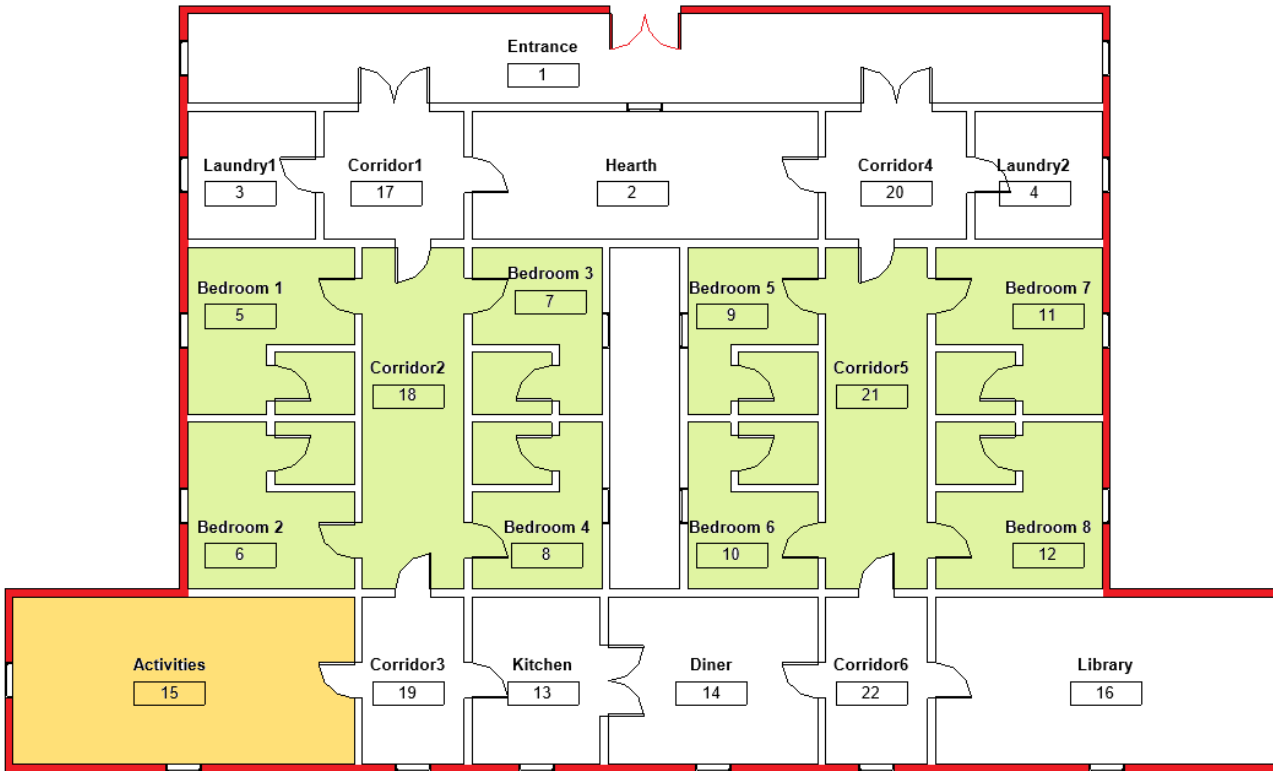 Entrance
1
Laundry1
3
Corridor1
17
Hearth
2
Corridor4
20
Laundry2
4
Bedroom 1
5
Bedroom 3
7
Bedroom 5
9
Bedroom 7
11
Corridor2
18
Corridor5
21
Bedroom 2
6
Bedroom 4
8
Bedroom 6
10
Bedroom 8
12
Activities
15
Corridor3
19
Kitchen
13
Diner
14
Corridor6
22
Library
16